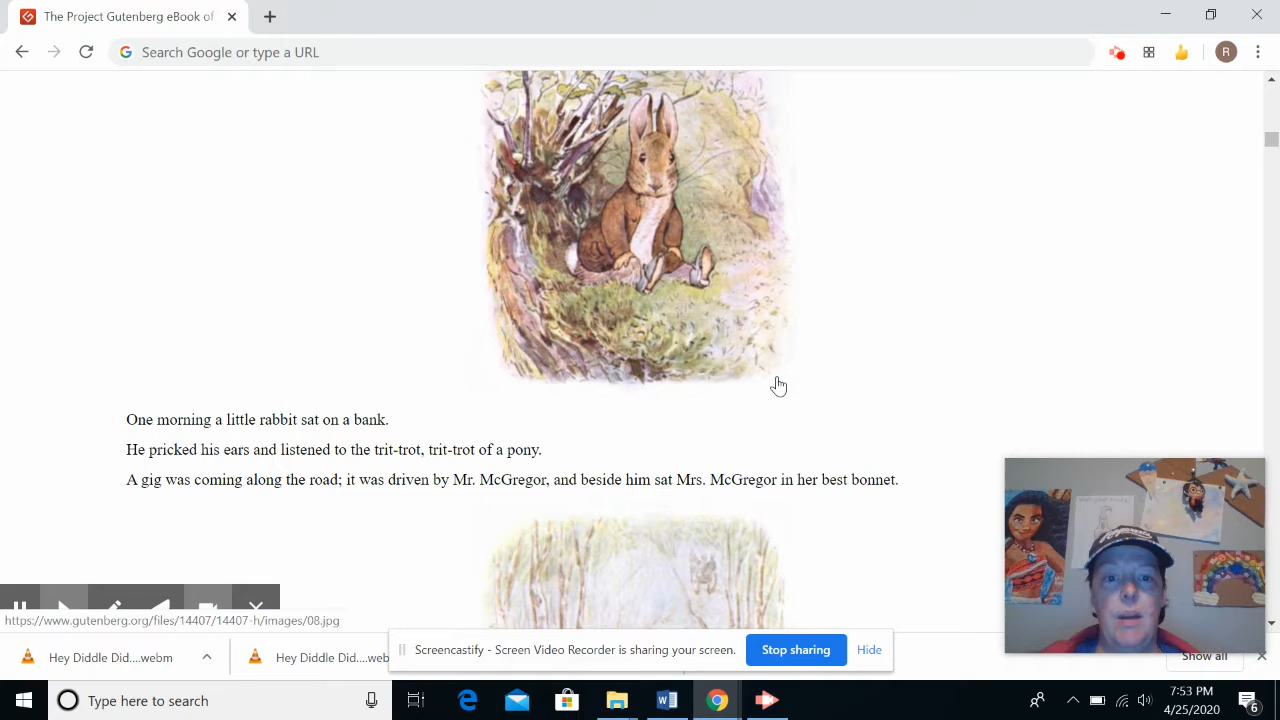 The Project Gutenberg eBook of
Search Google or type a URL
R
One morning a little rabbit sat on a bank.
He pricked his ears and listened to the trit-trot, trit-trot of a pony.
A gig was coming along the road; it was driven by Mr. McGregor, and beside him sat Mrs. McGregor in her best bonnet.
https://www.gutenberg.org/files/14407/14407-h/images/08.jpg
Hey Diddle Did....webm
Hey Diddle Did....web
Screencastify - Screen Video Recorder is sharing your screen.
Stop sharing
Hide
Show all
Type here to search
7:53 PM
4/25/2020
6